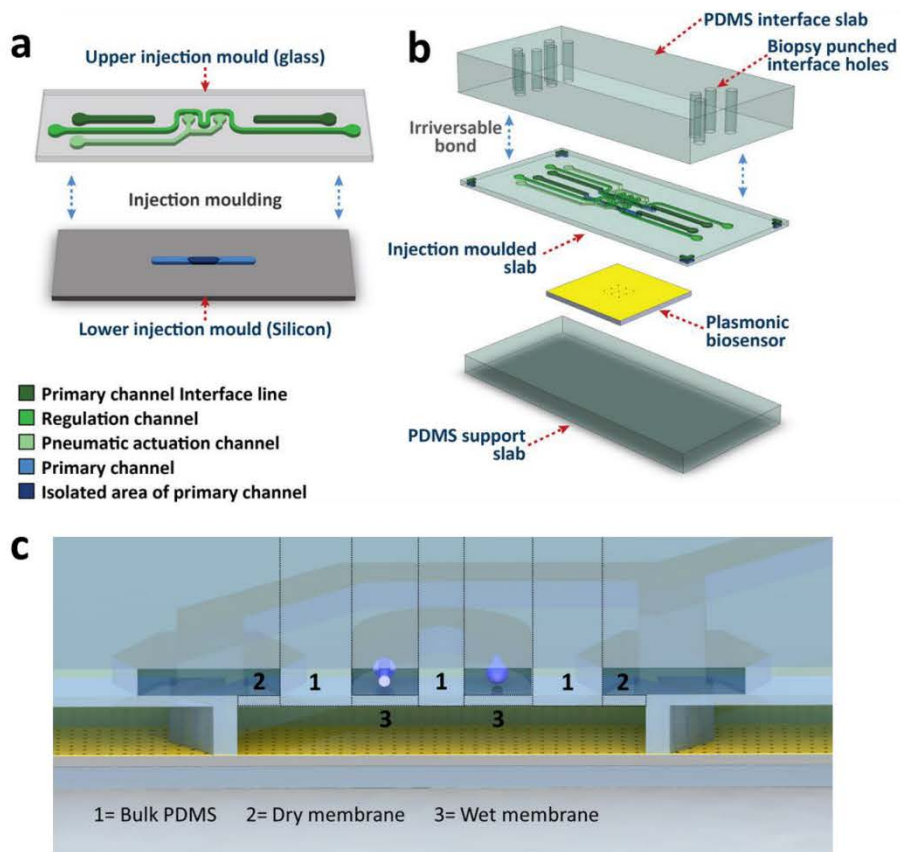 a
Upper injection mould (glass)
Injection moulding
Lower injection mould (Silicon)
Primary channel Interface line
Regulation channel
Pneumatic actuation channel
Primary channel
Isolated area of primary channel
b
PDMS interface slab
Biopsy punched
interface holes
Irriversable
bond
Injection moulded
slab
Plasmonic
biosensor
PDMS support
slab
c
2 1 1 1 2
3 3
1= Bulk PDMS 2= Dry membrane 3= Wet membrane